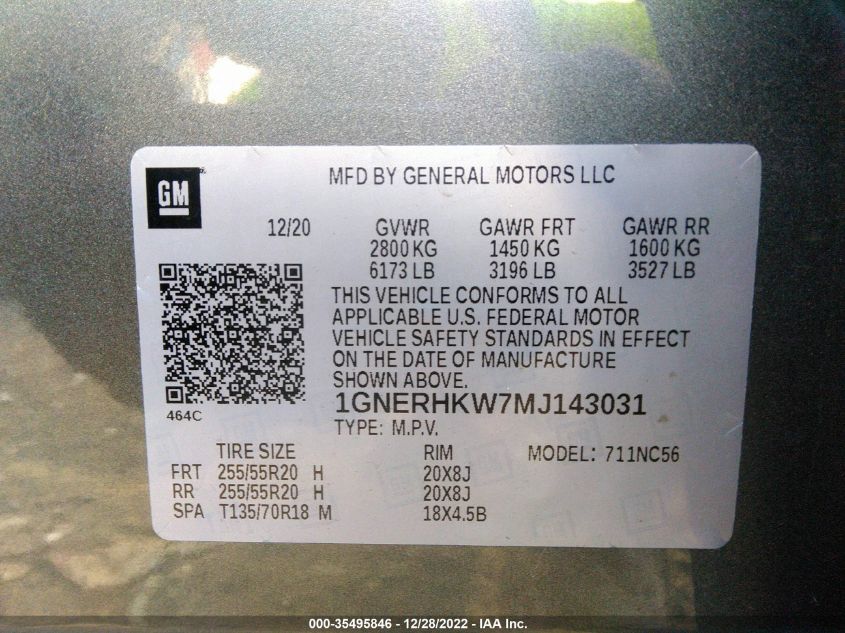 GM
MFD BY GENERAL MOTORS LLC
12/20 GVWR GAWR FRT GAWR RR
2800 KG 1450 KG 1600 KG
6173 LB 3196 LB 3527 LB
THIS VEHICLE CONFORMS TO ALL
APPLICABLE U.S. FEDERAL MOTOR
VEHICLE SAFETY STANDARDS IN EFFECT
ON THE DATE OF MANUFACTURE
SHOWN ABOVE.
464C
1GNERHKW7MJ143031
TYPE: M.P.V.
TIRE SIZE RIM MODEL: 711NC56
FRT 255/55R20 H 20X8J
RR 255/55R20 H 20X8J
SPA T135/70R18 M 18X4.5B
000-35495846 - 12/28/2022 - IAA Inc.